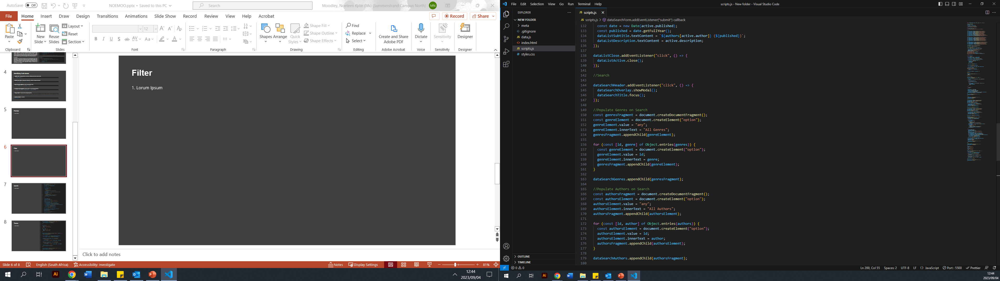 AutoSave Off
NOEMOO.pptx • Saved to this PC
Search
Moodley, Noeleen Kylie (Ms) (Summerstrand Campus North) MN
File Home Insert Draw Design Transitions Animations Slide Show Record Review View Help Acrobat
Record Share
Paste
Clipboard
New Slide
Reuse Slides
Layout
Reset
Section
Slides
12
Font
Paragraph
Shapes
Arrange
Quick Styles
Shape Fill
Shape Outline
Shape Effects
Drawing
Find
Replace
Select
Editing
Create and Share Adobe PDF
Adobe Acrobat
Dictate
Voice
Sensitivity
Sensitivity
Designer
Designer
4
Identifying Code Issues
5
Preview
6
Filter
7
Search
8
Theme
Filter
1. Lorum Ipsum
Click to add notes
Slide 6 of 8 English (South Africa) Accessibility: Investigate Notes Display Settings 81%
12:44
2023/09/04
File Edit Selection View Go Run Terminal Help
scripts.js - New folder - Visual Studio Code
EXPLORER
NEW FOLDER
meta
.gitignore
JS data.js
<> index.html
JS scripts.js
# styles.css
OUTLINE
TIMELINE
JS scripts.js
JS scripts.js > dataSearchForm.addEventListener("submit") callback
132 const date = new Date(active.published);
133 const published = date.getFullYear();
134 dataListSubtitle.textContent = `${authors[active.author]} (${published})`;
135 dataListDescription.textContent = active.description;
136 });
137
138 dataListClose.addEventListener("click", () => {
139 dataListActive.close();
140 });
141
142 //Search
143
144 dataSearchHeader.addEventListener("click", () => {
145 dataSearchOverlay.showModal();
146 dataSearchTitle.focus();
147 });
148
149 //Populate Genres on Search
150 const genresFragment = document.createDocumentFragment();
151 const genreElement = document.createElement("option");
152 genreElement.value = "any";
153 genreElement.innerText = "All Genres";
154 genresFragment.appendChild(genreElement);
155
156 for (const [id, genre] of Object.entries(genres)) {
157 const genreElement = document.createElement("option");
158 genreElement.value = id;
159 genreElement.innerText = genre;
160 genresFragment.appendChild(genreElement);
161 }
162
163 dataSearchGenres.appendChild(genresFragment);
164
165 //Populate Authors on Search
166 const authorsFragment = document.createDocumentFragment();
167 const authorsElement = document.createElement("option");
168 authorsElement.value = "any";
169 authorsElement.innerText = "All Authors";
170 authorsFragment.appendChild(authorsElement);
171
172 for (const [id, author] of Object.entries(authors)) {
173 const authorsElement = document.createElement("option");
174 authorsElement.value = id;
175 authorsElement.innerText = author;
176 authorsFragment.appendChild(authorsElement);
177 }
178
179 dataSearchAuthors.appendChild(authorsFragment);
180
0 0
Ln 200, Col 55 Spaces: 2 UTF-8 LF {} JavaScript Port : 5500 Prettier
12:44
2023/09/04